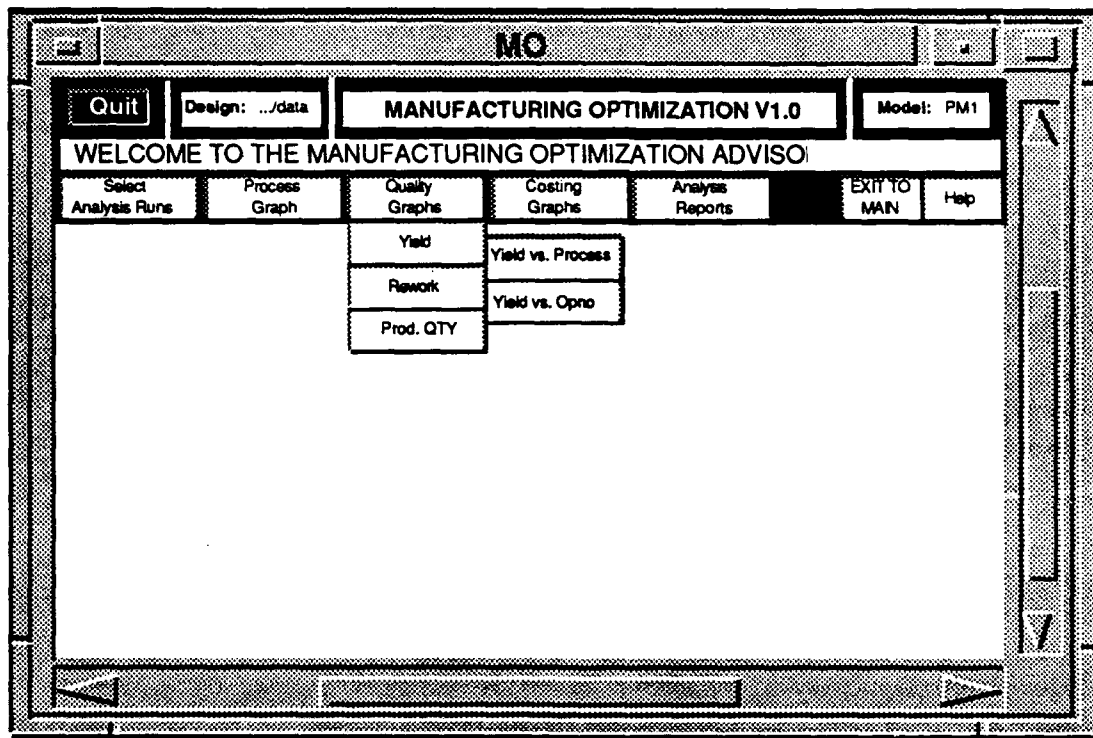 MO
Quit
Design: .../data
MANUFACTURING OPTIMIZATION V1.0
Model: PM1
WELCOME TO THE MANUFACTURING OPTIMIZATION ADVISO
Select
Analysis Runs
Process
Graph
Quality
Graphs
Costing
Graphs
Analysis
Reports
EXIT TO
MAIN
Help
Yield
Rework
Prod. QTY
Yield vs. Process
Yield vs. Opno